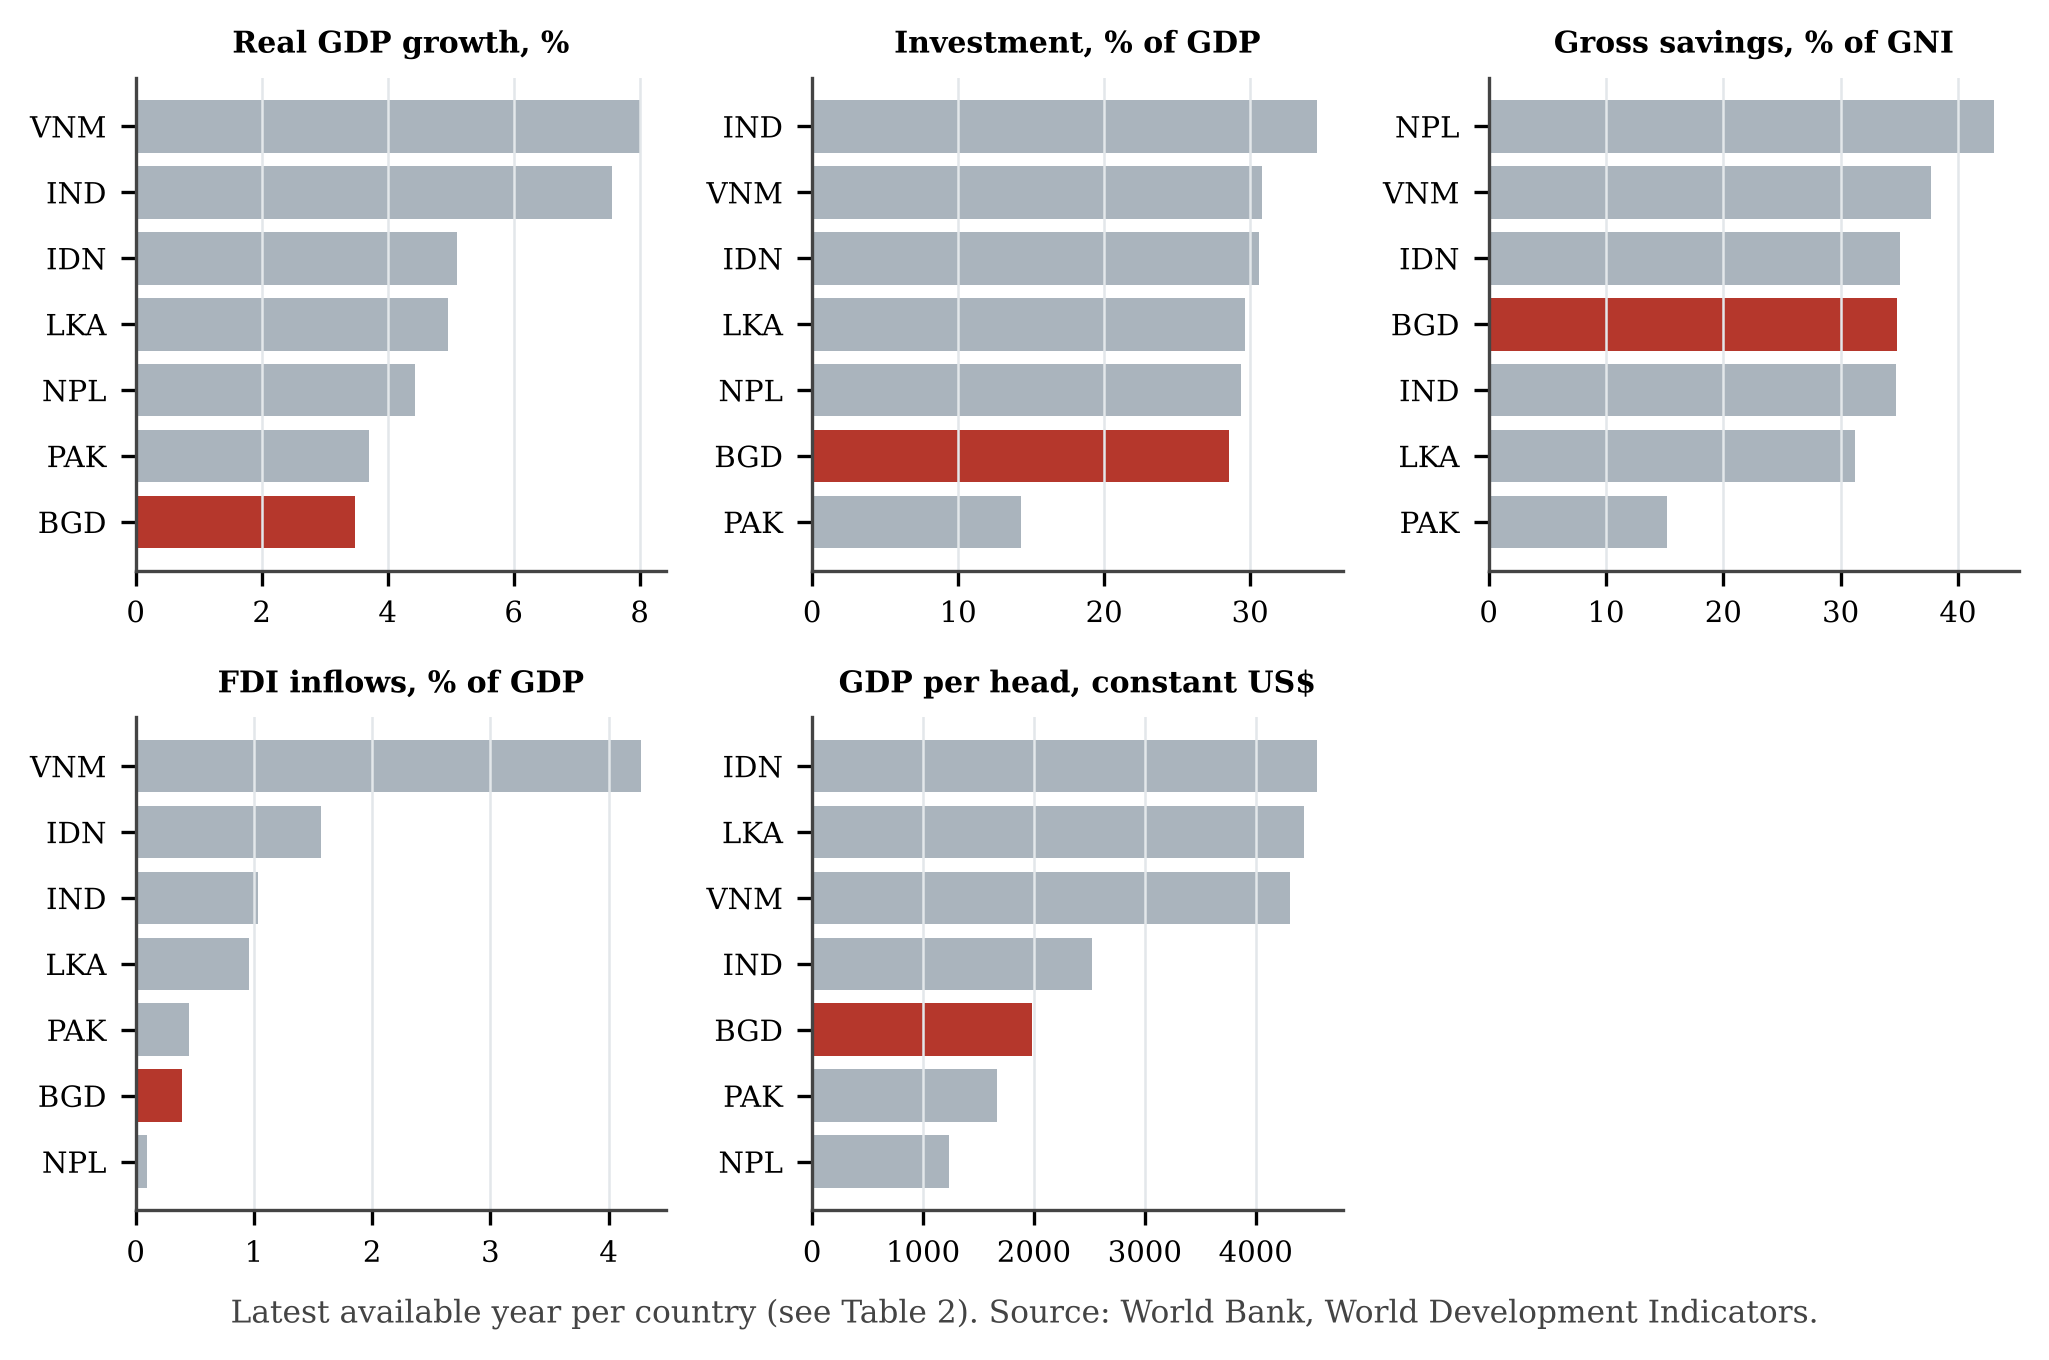 Real GDP growth, %
VNM
IND
IDN
LKA
NPL
PAK
BGD
0 2 4 6 8
Investment, % of GDP
IND
VNM
IDN
LKA
NPL
BGD
PAK
0 10 20 30
Gross savings, % of GNI
NPL
VNM
IDN
BGD
IND
LKA
PAK
0 10 20 30 40
FDI inflows, % of GDP
VNM
IDN
IND
LKA
PAK
BGD
NPL
0 1 2 3 4
GDP per head, constant US$
IDN
LKA
VNM
IND
BGD
PAK
NPL
0 1000 2000 3000 4000
Latest available year per country (see Table 2). Source: World Bank, World Development Indicators.